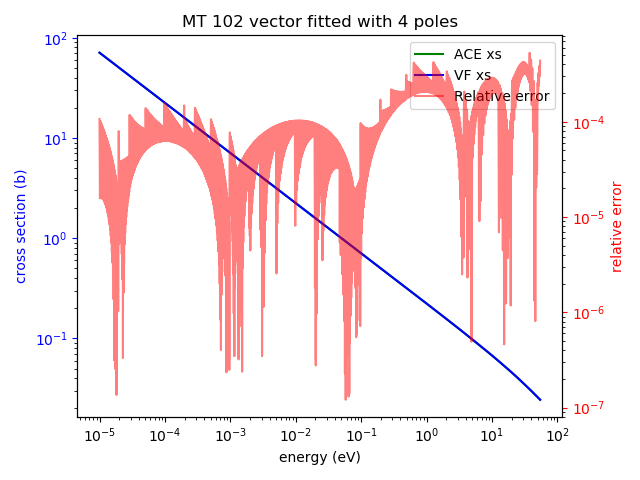 MT 102 vector fitted with 4 poles
ACE xs
VF xs
Relative error
cross section (b)
10^2
10^1
10^0
10^-1
relative error
10^-4
10^-5
10^-6
10^-7
10^-5 10^-4 10^-3 10^-2 10^-1 10^0 10^1 10^2
energy (eV)